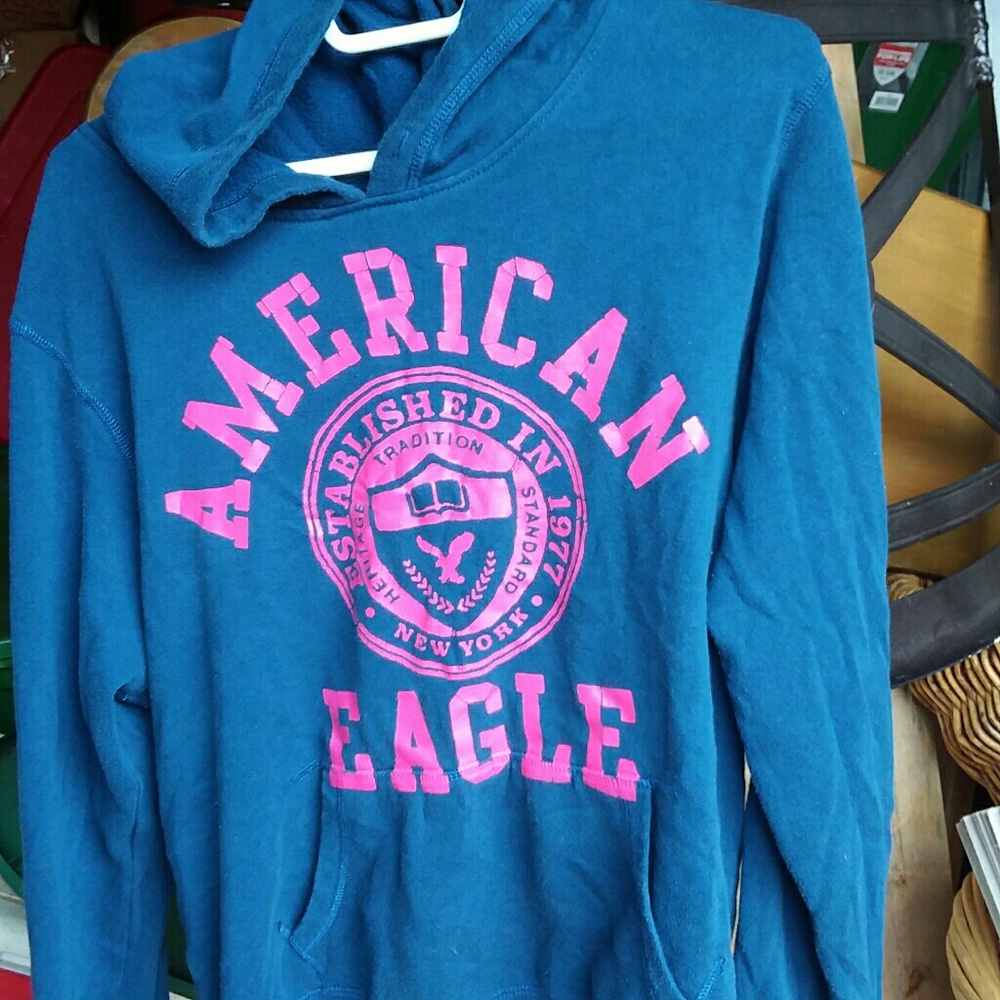 AMERICAN
ESTABLISHED IN 1977
TRADITION
HERITAGE
STANDARD
• NEW YORK •
EAGLE